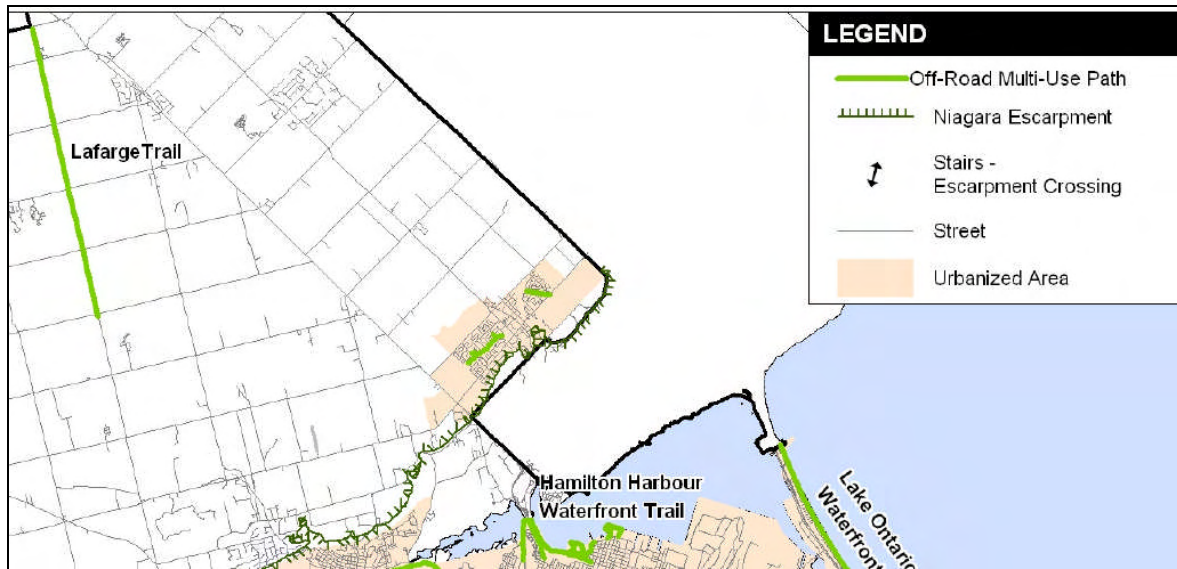 LEGEND
Off-Road Multi-Use Path
Niagara Escarpment
Stairs -
Escarpment Crossing
Street
Urbanized Area
LafargeTrail
Hamilton Harbour
Waterfront Trail
Lake Ontario
Waterfront